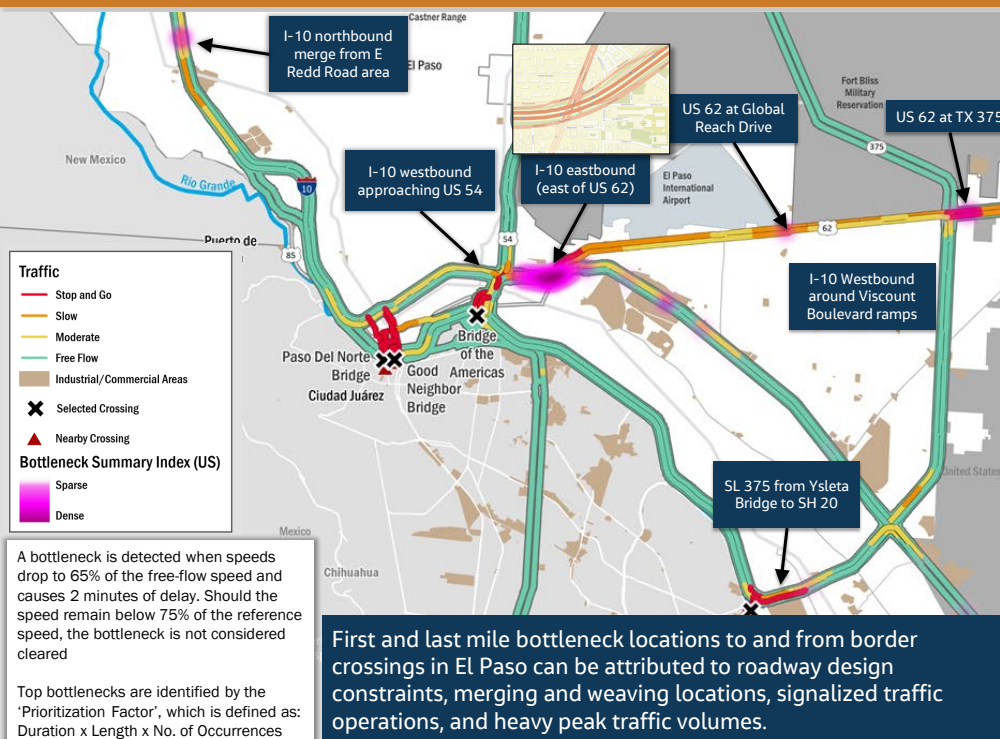 Castner Range
I-10 northbound
merge from E
Redd Road area
El Paso
Fort Bliss
Military
Reservation
US 62 at Global
Reach Drive
US 62 at TX 375
375
New Mexico
Rio Grande
I-10 westbound
approaching US 54
I-10 eastbound
(east of US 62)
El Paso
International
Airport
10
54
62
85
Puerto de
Traffic
Stop and Go
Slow
Moderate
Free Flow
Industrial/Commercial Areas
Selected Crossing
Nearby Crossing
Bottleneck Summary Index (US)
Sparse
Dense
I-10 Westbound
around Viscount
Boulevard ramps
Paso Del Norte
Bridge
Ciudad Juárez
Good
Neighbor
Bridge
Bridge
of the
Americas
SL 375 from Ysleta
Bridge to SH 20
United States
Mexico
Chihuahua
A bottleneck is detected when speeds
drop to 65% of the free-flow speed and
causes 2 minutes of delay. Should the
speed remain below 75% of the reference
speed, the bottleneck is not considered
cleared
Top bottlenecks are identified by the
‘Prioritization Factor’, which is defined as:
Duration x Length x No. of Occurrences
First and last mile bottleneck locations to and from border
crossings in El Paso can be attributed to roadway design
constraints, merging and weaving locations, signalized traffic
operations, and heavy peak traffic volumes.